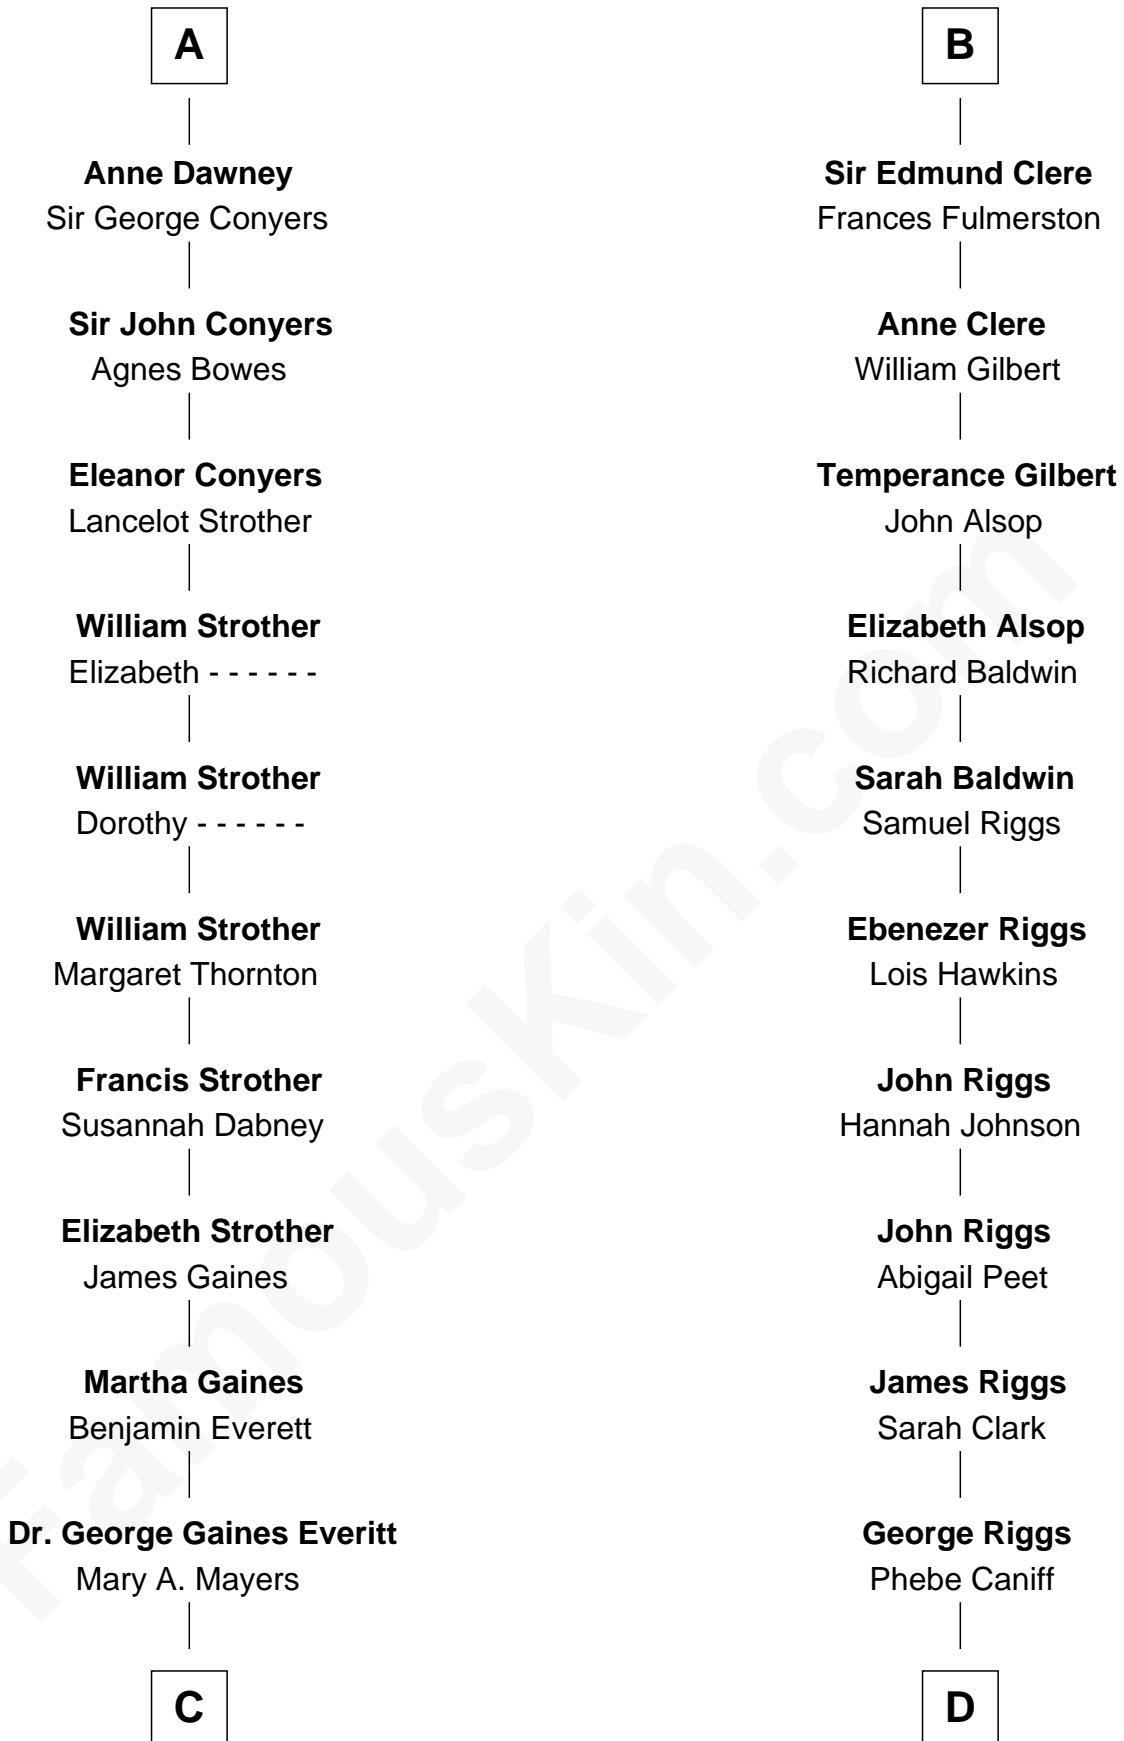 A
Anne Dawney
Sir George Conyers
Sir John Conyers
Agnes Bowes
Eleanor Conyers
Lancelot Strother
William Strother
Elizabeth - - - - - -
William Strother
Dorothy - - - - - -
William Strother
Margaret Thornton
Francis Strother
Susannah Dabney
Elizabeth Strother
James Gaines
Martha Gaines
Benjamin Everett
Dr. George Gaines Everitt
Mary A. Mayers
C
B
Sir Edmund Clere
Frances Fulmerston
Anne Clere
William Gilbert
Temperance Gilbert
John Alsop
Elizabeth Alsop
Richard Baldwin
Sarah Baldwin
Samuel Riggs
Ebenezer Riggs
Lois Hawkins
John Riggs
Hannah Johnson
John Riggs
Abigail Peet
James Riggs
Sarah Clark
George Riggs
Phebe Caniff
D
FamousKin.com